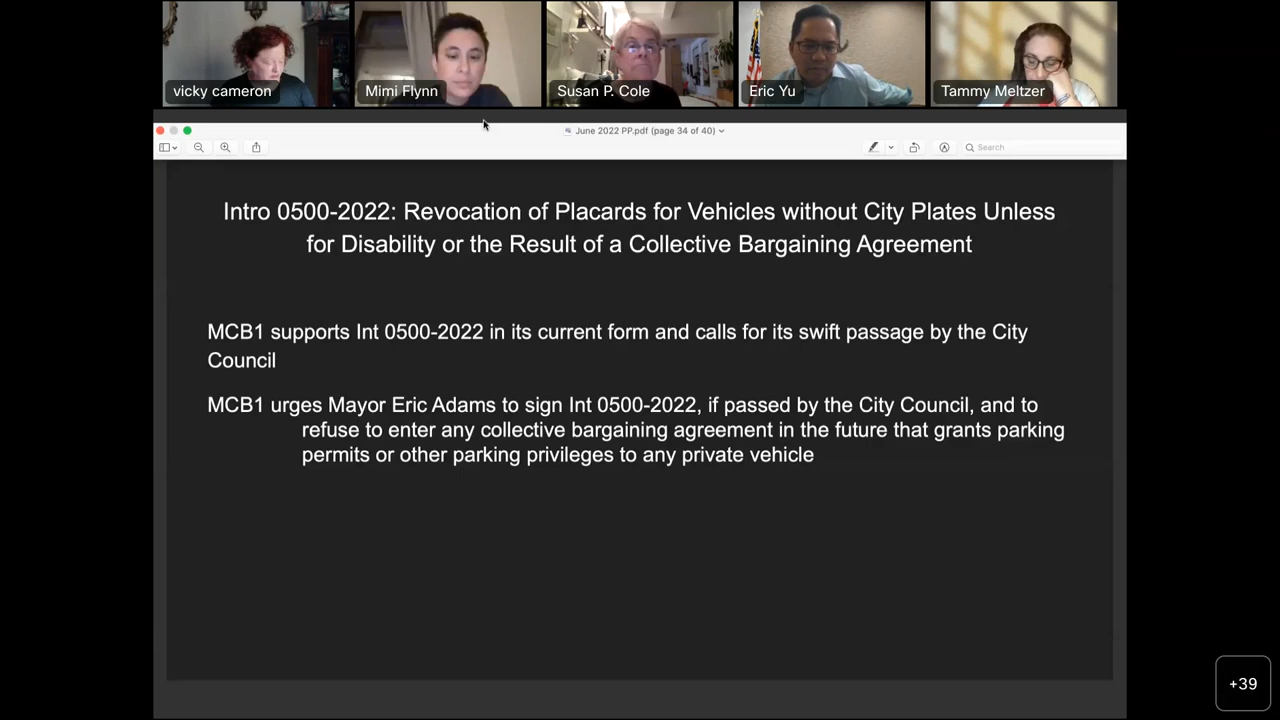 vicky cameron
Mimi Flynn
Susan P. Cole
Eric Yu
Tammy Meltzer
June 2022 PP.pdf (page 34 of 40)
Search
Intro 0500-2022: Revocation of Placards for Vehicles without City Plates Unless
for Disability or the Result of a Collective Bargaining Agreement
MCB1 supports Int 0500-2022 in its current form and calls for its swift passage by the City
Council
MCB1 urges Mayor Eric Adams to sign Int 0500-2022, if passed by the City Council, and to
refuse to enter any collective bargaining agreement in the future that grants parking
permits or other parking privileges to any private vehicle
+39